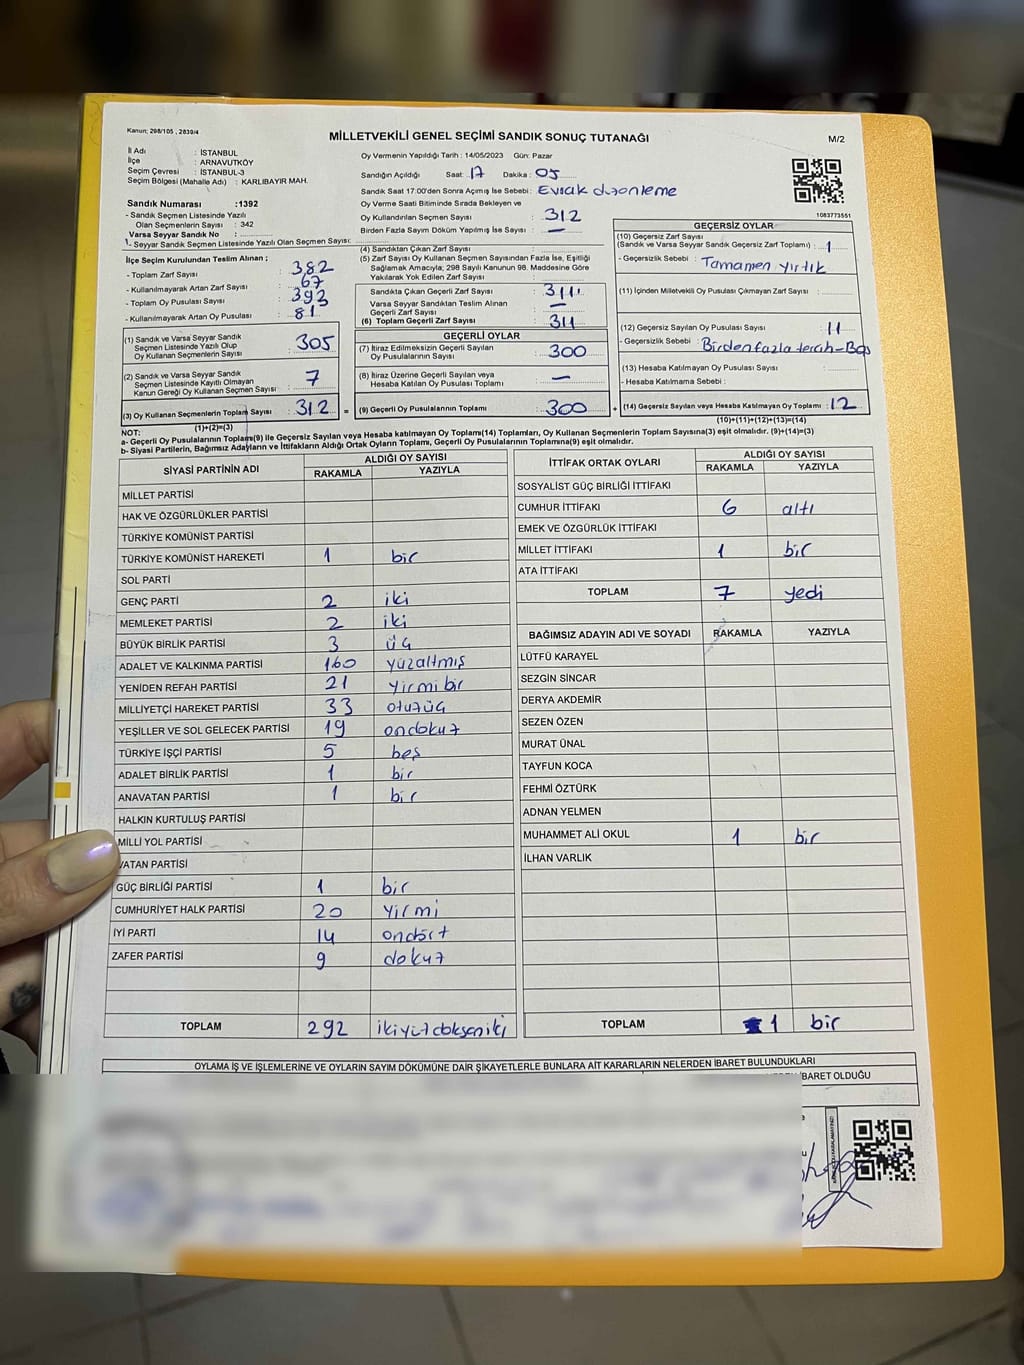 Kanun: 298/105 , 2839/4
MİLLETVEKİLİ GENEL SEÇİMİ SANDIK SONUÇ TUTANAĞI
M/2
İl Adı : İSTANBUL
İlçe : ARNAVUTKÖY
Seçim Çevresi : İSTANBUL-3
Seçim Bölgesi (Mahalle Adı) : KARLIBAYIR MAH.
Sandık Numarası :1392
- Sandık Seçmen Listesinde Yazılı
Olan Seçmenlerin Sayısı : 342
Varsa Seyyar Sandık No :
- Seyyar Sandık Seçmen Listesinde Yazılı Olan Seçmen Sayısı:
İlçe Seçim Kurulundan Teslim Alınan ;
- Toplam Zarf Sayısı : 382
- Kullanılmayarak Artan Zarf Sayısı : 67
- Toplam Oy Pusulası Sayısı : 393
- Kullanılmayarak Artan Oy Pusulası : 81
(1) Sandık ve Varsa Seyyar Sandık
Seçmen Listesinde Yazılı Olup
Oy Kullanan Seçmenlerin Sayısı : 305
(2) Sandık ve Varsa Seyyar Sandık
Seçmen Listesinde Kayıtlı Olmayan
Kanun Gereği Oy Kullanan Seçmen Sayısı : 7
(3) Oy Kullanan Seçmenlerin Toplam Sayısı : 312 =
(1)+(2)=(3)
Oy Vermenin Yapıldığı Tarih : 14/05/2023 Gün: Pazar
Sandığın Açıldığı Saat: 17 Dakika : 05
Sandık Saat 17:00'den Sonra Açımış İse Sebebi : Evrak düzenleme
Oy Verme Saati Bitiminde Sırada Bekleyen ve
Oy Kullandırılan Seçmen Sayısı : 312
Birden Fazla Sayım Döküm Yapılmış İse Sayısı : —
(4) Sandıktan Çıkan Zarf Sayısı :
(5) Zarf Sayısı Oy Kullanan Seçmen Sayısından Fazla İse, Eşitliği
Sağlamak Amacıyla; 298 Sayılı Kanunun 98. Maddesine Göre
Yakılarak Yok Edilen Zarf Sayısı :
Sandıkta Çıkan Geçerli Zarf Sayısı : 311
Varsa Seyyar Sandıktan Teslim Alınan
Geçerli Zarf Sayısı : —
(6) Toplam Geçerli Zarf Sayısı : 311
GEÇERLİ OYLAR
(7) İtiraz Edilmeksizin Geçerli Sayılan
Oy Pusulalarının Sayısı : 300
(8) İtiraz Üzerine Geçerli Sayılan veya
Hesaba Katılan Oy Pusulası Toplamı : —
(9) Geçerli Oy Pusulalarının Toplamı : 300 +
1083773551
GEÇERSİZ OYLAR
(10) Geçersiz Zarf Sayısı
(Sandık ve Varsa Seyyar Sandık Geçersiz Zarf Toplamı) : 1
- Geçersizlik Sebebi : Tamamen yırtık
(11) İçinden Milletvekili Oy Pusulası Çıkmayan Zarf Sayısı :
(12) Geçersiz Sayılan Oy Pusulası Sayısı : 11
- Geçersizlik Sebebi : Birden fazla tercih-Boş
(13) Hesaba Katılmayan Oy Pusulası Sayısı :
- Hesaba Katılmama Sebebi :
(14) Geçersiz Sayılan veya Hesaba Katılmayan Oy Toplamı : 12
(10)+(11)+(12)+(13)=(14)
NOT:
a- Geçerli Oy Pusulalarının Toplamı(9) ile Geçersiz Sayılan veya Hesaba katılmayan Oy Toplamı(14) Toplamları, Oy Kullanan Seçmenlerin Toplam Sayısına(3) eşit olmalıdır. (9)+(14)=(3)
b- Siyasi Partilerin, Bağımsız Adayların ve İttifakların Aldığı Ortak Oyların Toplamı, Geçerli Oy Pusulalarının Toplamına(9) eşit olmalıdır.
SİYASİ PARTİNİN ADI
ALDIĞI OY SAYISI
RAKAMLA YAZIYLA
MİLLET PARTİSİ
HAK VE ÖZGÜRLÜKLER PARTİSİ
TÜRKİYE KOMÜNİST PARTİSİ
TÜRKİYE KOMÜNİST HAREKETİ 1 bir
SOL PARTİ
GENÇ PARTİ 2 iki
MEMLEKET PARTİSİ 2 iki
BÜYÜK BİRLİK PARTİSİ 3 üç
ADALET VE KALKINMA PARTİSİ 160 yüzaltmış
YENİDEN REFAH PARTİSİ 21 yirmibir
MİLLİYETÇİ HAREKET PARTİSİ 33 otuzüç
YEŞİLLER VE SOL GELECEK PARTİSİ 19 ondokuz
TÜRKİYE İŞÇİ PARTİSİ 5 beş
ADALET BİRLİK PARTİSİ 1 bir
ANAVATAN PARTİSİ 1 bir
HALKIN KURTULUŞ PARTİSİ
MİLLİ YOL PARTİSİ
VATAN PARTİSİ
GÜÇ BİRLİĞİ PARTİSİ 1 bir
CUMHURİYET HALK PARTİSİ 20 yirmi
İYİ PARTİ 14 ondört
ZAFER PARTİSİ 9 dokuz
TOPLAM 292 ikiyüzdoksaniki
İTTİFAK ORTAK OYLARI
ALDIĞI OY SAYISI
RAKAMLA YAZIYLA
SOSYALİST GÜÇ BİRLİĞİ İTTİFAKI
CUMHUR İTTİFAKI 6 altı
EMEK VE ÖZGÜRLÜK İTTİFAKI
MİLLET İTTİFAKI 1 bir
ATA İTTİFAKI
TOPLAM 7 yedi
BAĞIMSIZ ADAYIN ADI VE SOYADI RAKAMLA YAZIYLA
LÜTFÜ KARAYEL
SEZGİN SİNCAR
DERYA AKDEMİR
SEZEN ÖZEN
MURAT ÜNAL
TAYFUN KOCA
FEHMİ ÖZTÜRK
ADNAN YELMEN
MUHAMMET ALİ OKUL 1 bir
İLHAN VARLIK
TOPLAM 1 bir
OYLAMA İŞ VE İŞLEMLERİNE VE OYLARIN SAYIM DÖKÜMÜNE DAİR ŞİKAYETLERLE BUNLARA AİT KARARLARIN NELERDEN İBARET BULUNDUKLARI
İBARET OLDUĞU